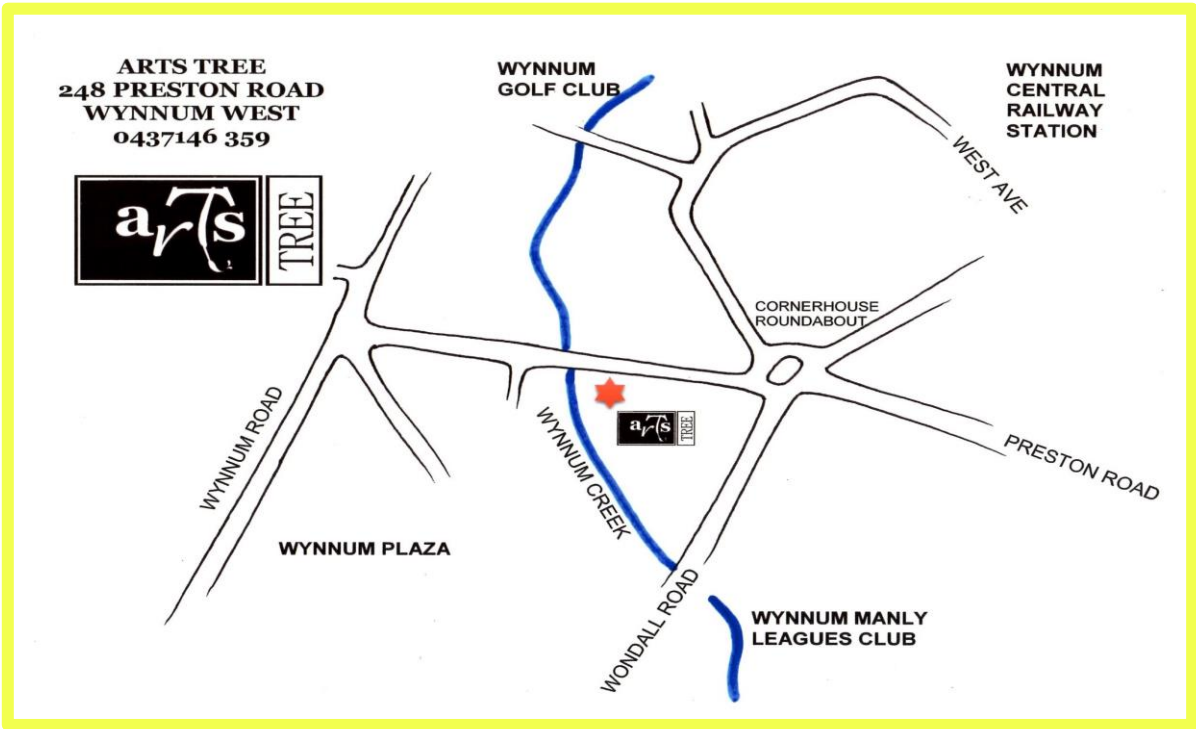 ARTS TREE
248 PRESTON ROAD
WYNNUM WEST
0437146 359
arTs
TREE
WYNNUM
GOLF CLUB
WYNNUM
CENTRAL
RAILWAY
STATION
WEST AVE
CORNERHOUSE
ROUNDABOUT
WYNNUM ROAD
WYNNUM CREEK
arTs
TREE
PRESTON ROAD
WYNNUM PLAZA
WONDALL ROAD
WYNNUM MANLY
LEAGUES CLUB